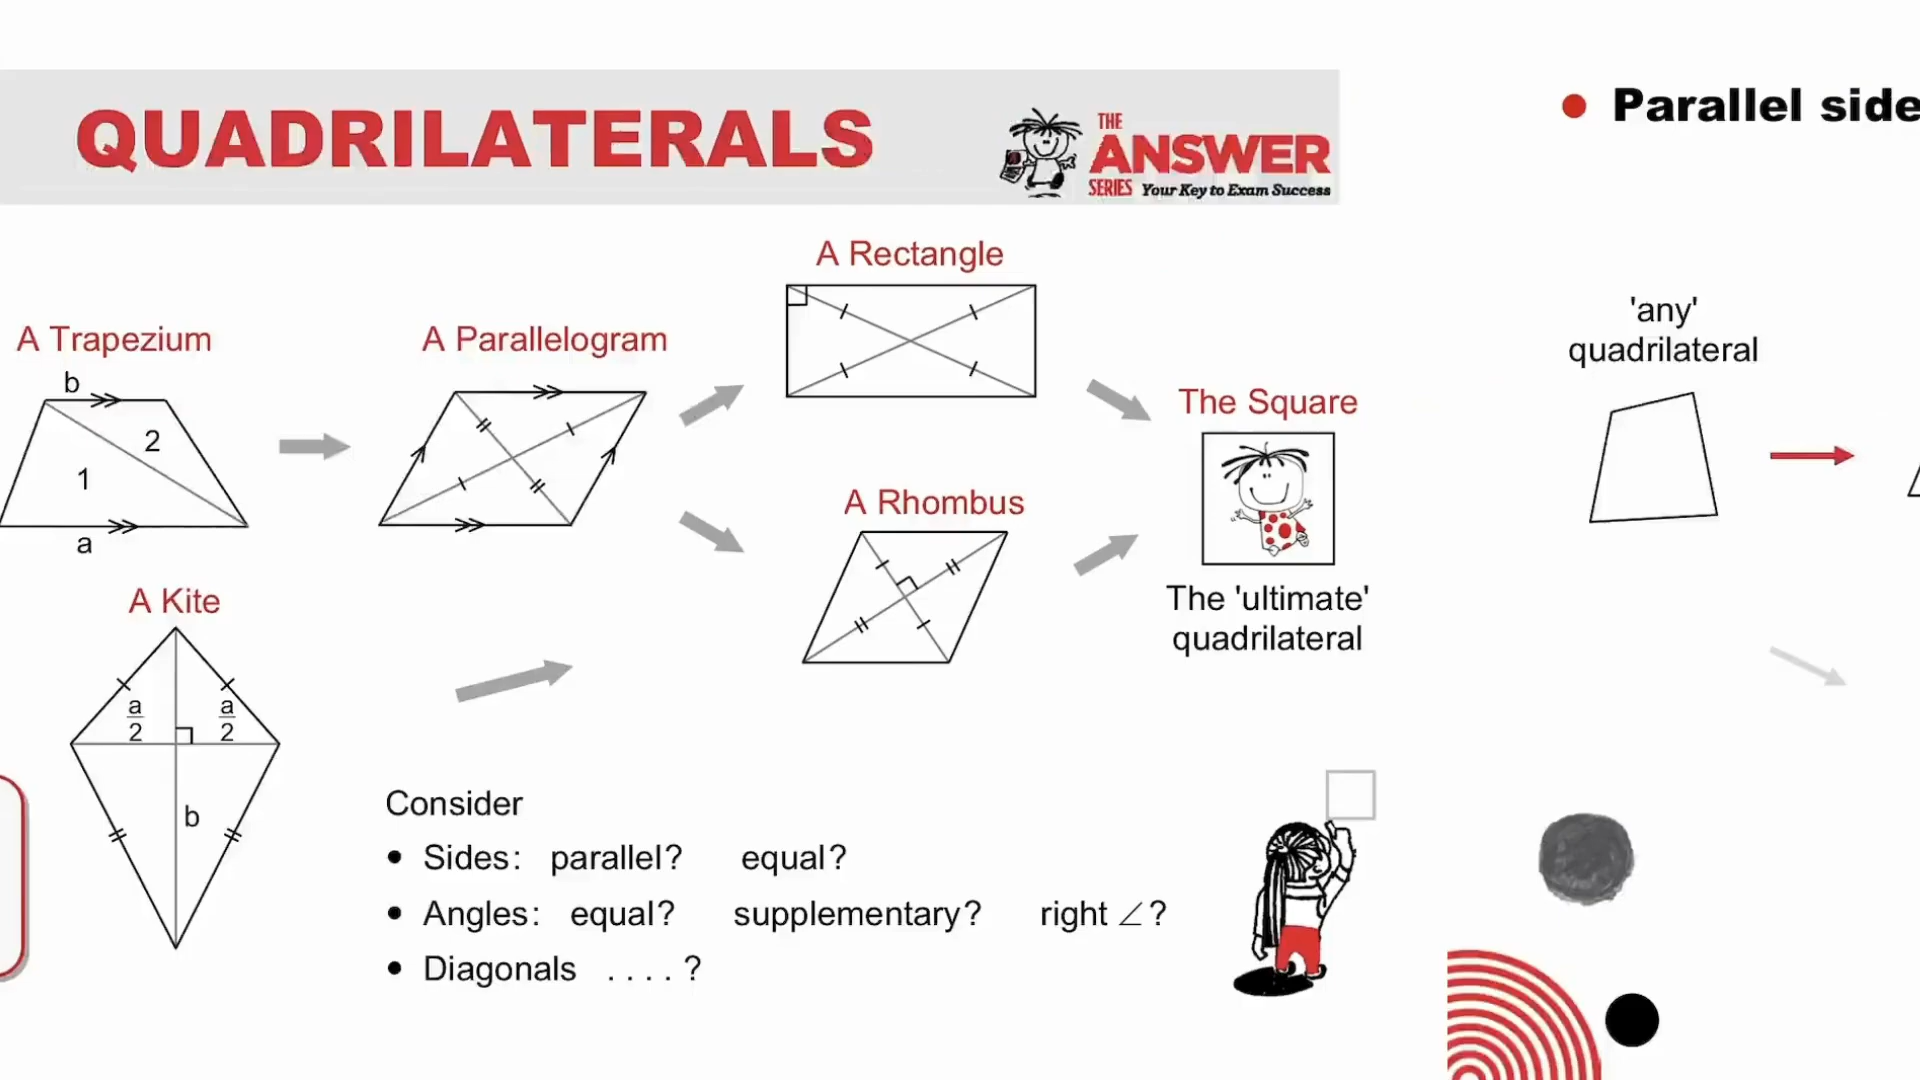 QUADRILATERALS
THE
ANSWER
SERIES Your Key to Exam Success
Parallel side
A Rectangle
'any'
quadrilateral
A Trapezium
b
2
1
a
A Parallelogram
The Square
A Rhombus
The 'ultimate'
quadrilateral
A Kite
a
2
a
2
b
Consider
• Sides: parallel? equal?
• Angles: equal? supplementary? right ∠?
• Diagonals . . . . ?